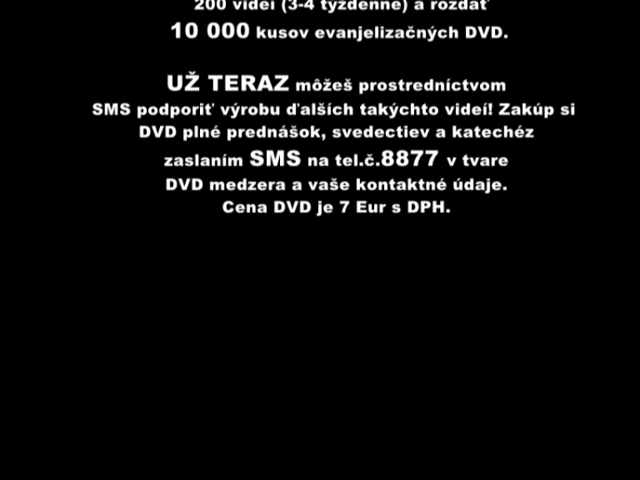 200 videí (3-4 týždenne) a rozdať
10 000 kusov evanjelizačných DVD.
UŽ TERAZ môžeš prostredníctvom
SMS podporiť výrobu ďalších takýchto videí! Zakúp si
DVD plné prednášok, svedectiev a katechéz
zaslaním SMS na tel.č.8877 v tvare
DVD medzera a vaše kontaktné údaje.
Cena DVD je 7 Eur s DPH.